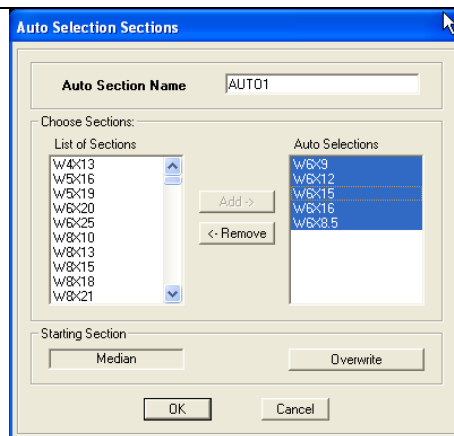 Auto Selection Sections
Auto Section Name AUTO1
Choose Sections:
List of Sections
W4X13
W5X16
W5X19
W6X20
W6X25
W8X10
W8X13
W8X15
W8X18
W8X21
Add ->
<- Remove
Auto Selections
W6X9
W6X12
W6X15
W6X16
W6X8.5
Starting Section
Median Overwrite
OK Cancel